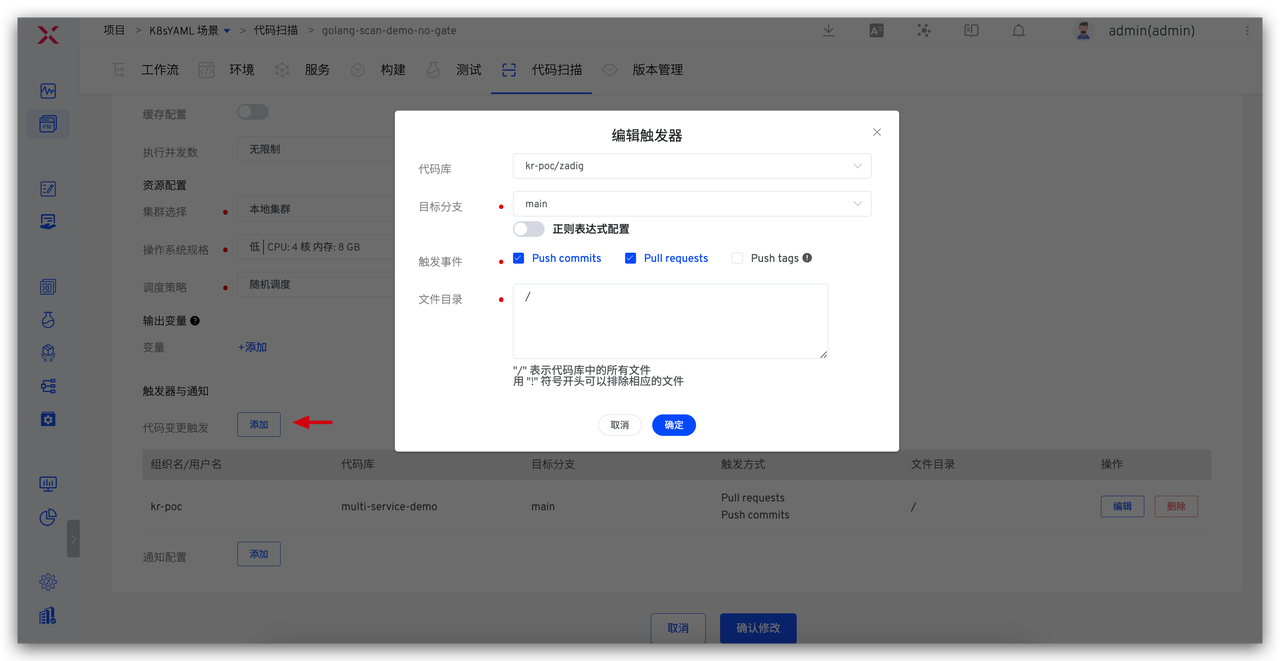 项目 > K8sYAML 场景 > 代码扫描 > golang-scan-demo-no-gate
admin(admin)
工作流 环境 服务 构建 测试 代码扫描 版本管理
缓存配置
执行并发数 无限制
资源配置
集群选择 本地集群
操作系统规格 低 | CPU: 4 核 内存: 8 GB
调度策略 随机调度
输出变量
变量 +添加
触发器与通知
代码变更触发 添加
编辑触发器
代码库 kr-poc/zadig
目标分支 main
正则表达式配置
触发事件 Push commits Pull requests Push tags
文件目录 /
"/" 表示代码库中的所有文件
用 "!" 符号开头可以排除相应的文件
取消 确定
组织名/用户名 代码库 目标分支 触发方式 文件目录 操作
kr-poc multi-service-demo main Pull requests / 编辑 删除
Push commits
通知配置 添加
取消 确认修改